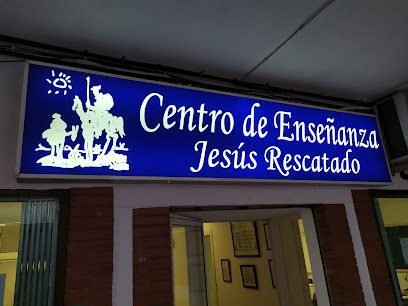 Centro de Enseñanza
Jesús Rescatado